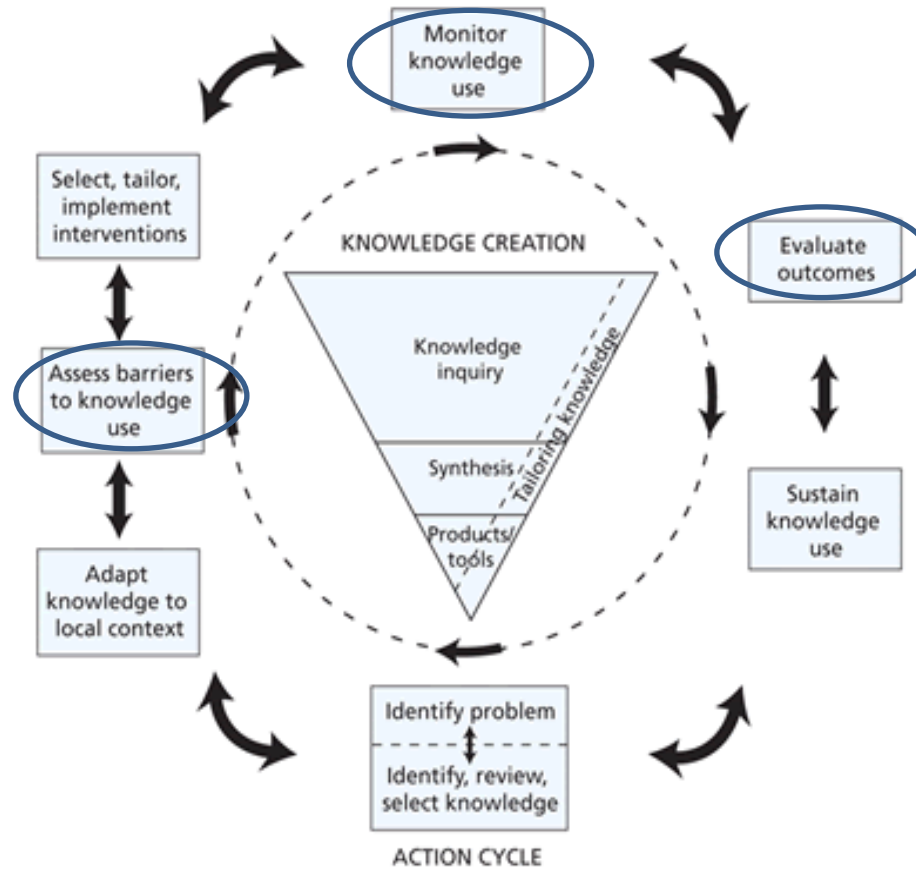 Monitor
knowledge
use
Select, tailor,
implement
interventions
KNOWLEDGE CREATION
Evaluate
outcomes
Knowledge
inquiry
Tailoring knowledge
Assess barriers
to knowledge
use
Synthesis
Products/
tools
Sustain
knowledge
use
Adapt
knowledge to
local context
Identify problem
Identify, review,
select knowledge
ACTION CYCLE